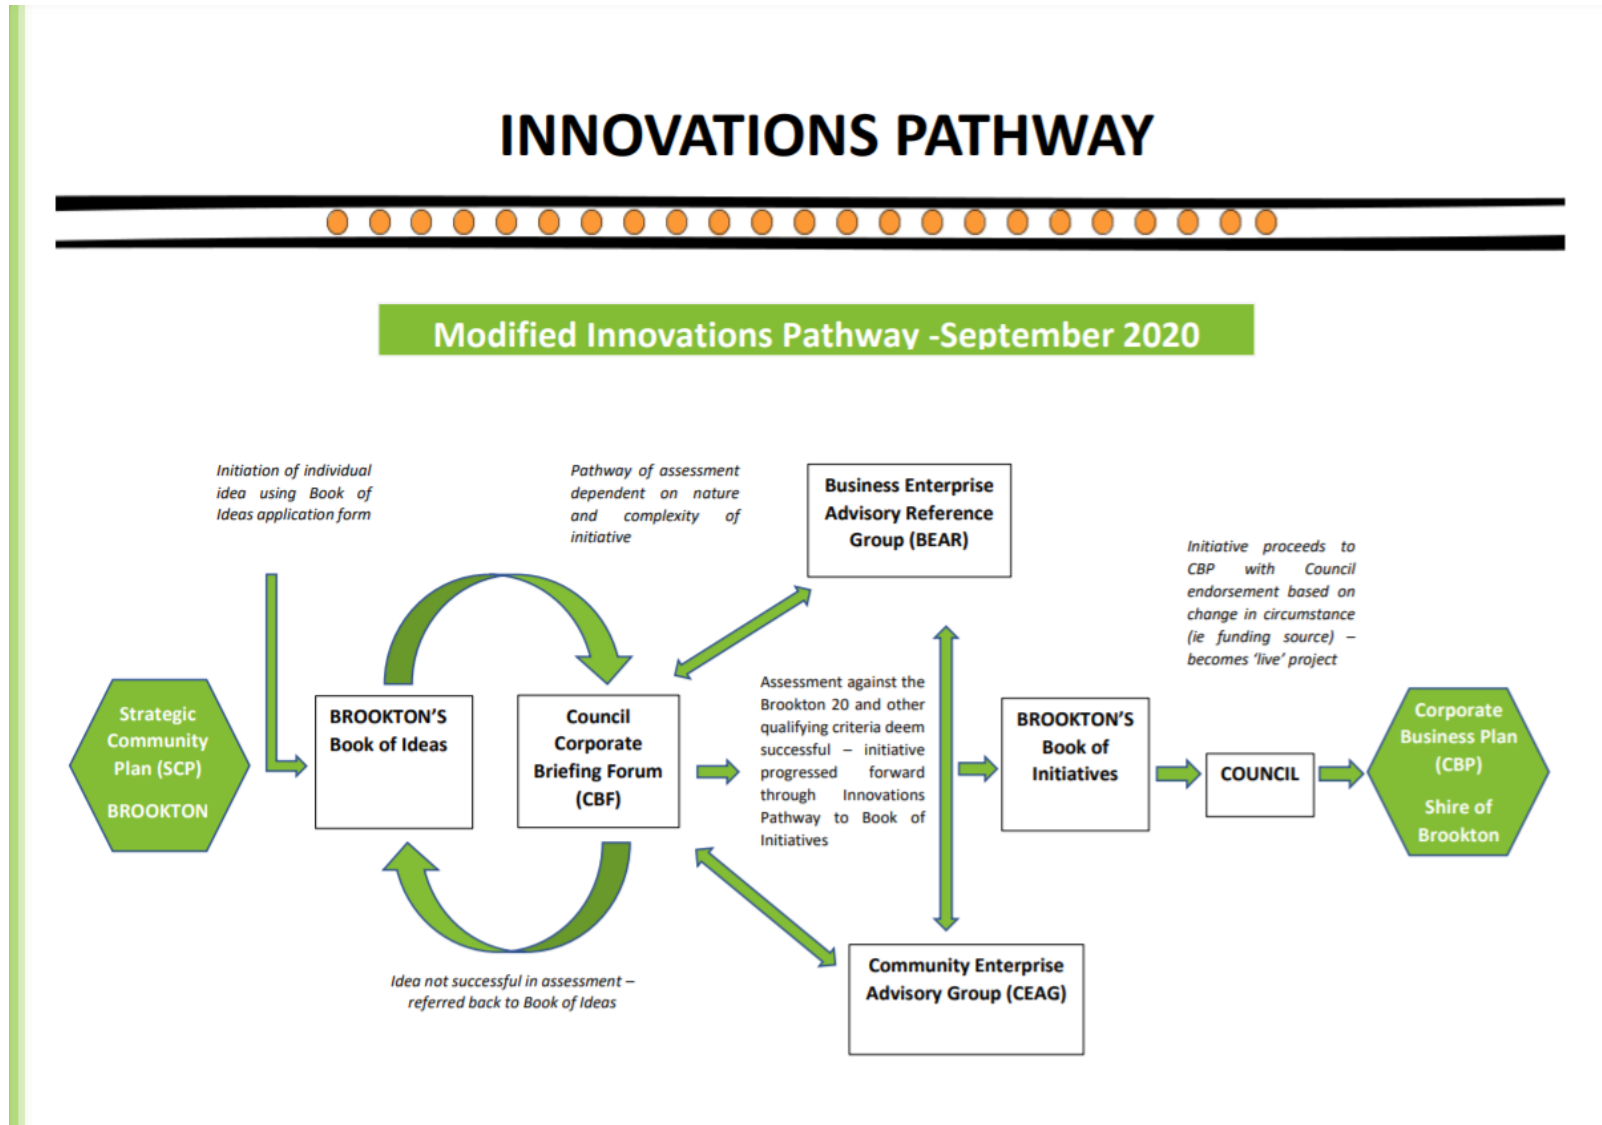 INNOVATIONS PATHWAY
Modified Innovations Pathway -September 2020
Initiation of individual
idea using Book of
Ideas application form
Pathway of assessment
dependent on nature
and complexity of
initiative
Business Enterprise
Advisory Reference
Group (BEAR)
Initiative proceeds to
CBP with Council
endorsement based on
change in circumstance
(ie funding source) –
becomes ‘live’ project
Strategic
Community
Plan (SCP)
BROOKTON
BROOKTON’S
Book of Ideas
Council
Corporate
Briefing Forum
(CBF)
Assessment against the
Brookton 20 and other
qualifying criteria deem
successful – initiative
progressed forward
through Innovations
Pathway to Book of
Initiatives
BROOKTON’S
Book of
Initiatives
COUNCIL
Corporate
Business Plan
(CBP)
Shire of
Brookton
Idea not successful in assessment –
referred back to Book of Ideas
Community Enterprise
Advisory Group (CEAG)